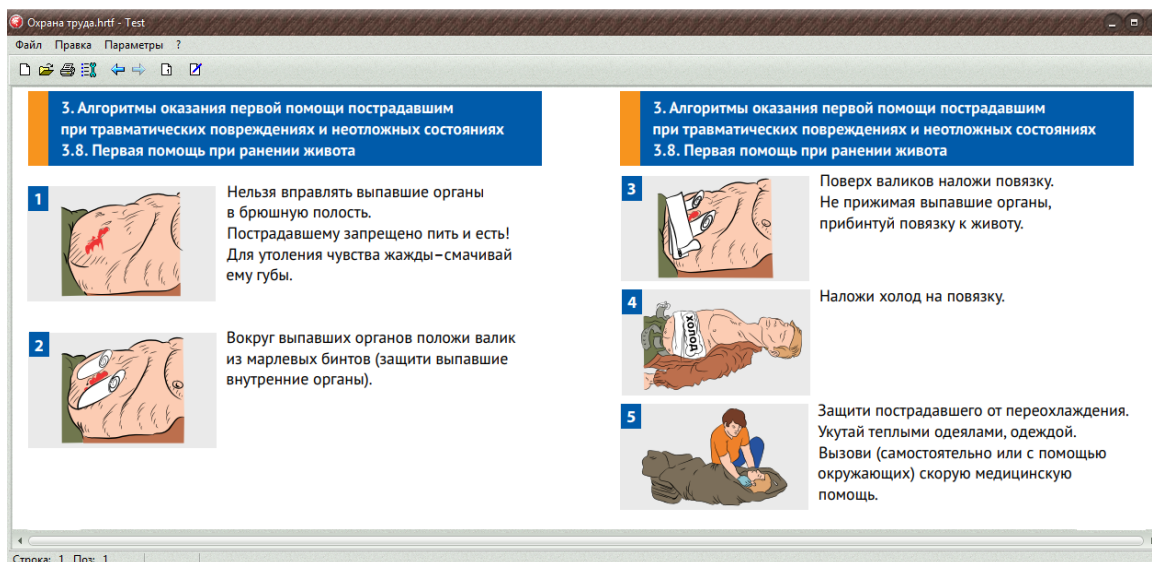 Охрана труда.hrtf - Test
Файл Правка Параметры ?
3. Алгоритмы оказания первой помощи пострадавшим
при травматических повреждениях и неотложных состояниях
3.8. Первая помощь при ранении живота
1
Нельзя вправлять выпавшие органы
в брюшную полость.
Пострадавшему запрещено пить и есть!
Для утоления чувства жажды–смачивай
ему губы.
2
Вокруг выпавших органов положи валик
из марлевых бинтов (защити выпавшие
внутренние органы).
3. Алгоритмы оказания первой помощи пострадавшим
при травматических повреждениях и неотложных состояниях
3.8. Первая помощь при ранении живота
3
Поверх валиков наложи повязку.
Не прижимая выпавшие органы,
прибинтуй повязку к животу.
4
холод
Наложи холод на повязку.
5
Защити пострадавшего от переохлаждения.
Укутай теплыми одеялами, одеждой.
Вызови (самостоятельно или с помощью
окружающих) скорую медицинскую
помощь.
Строка: 1 Поз: 1